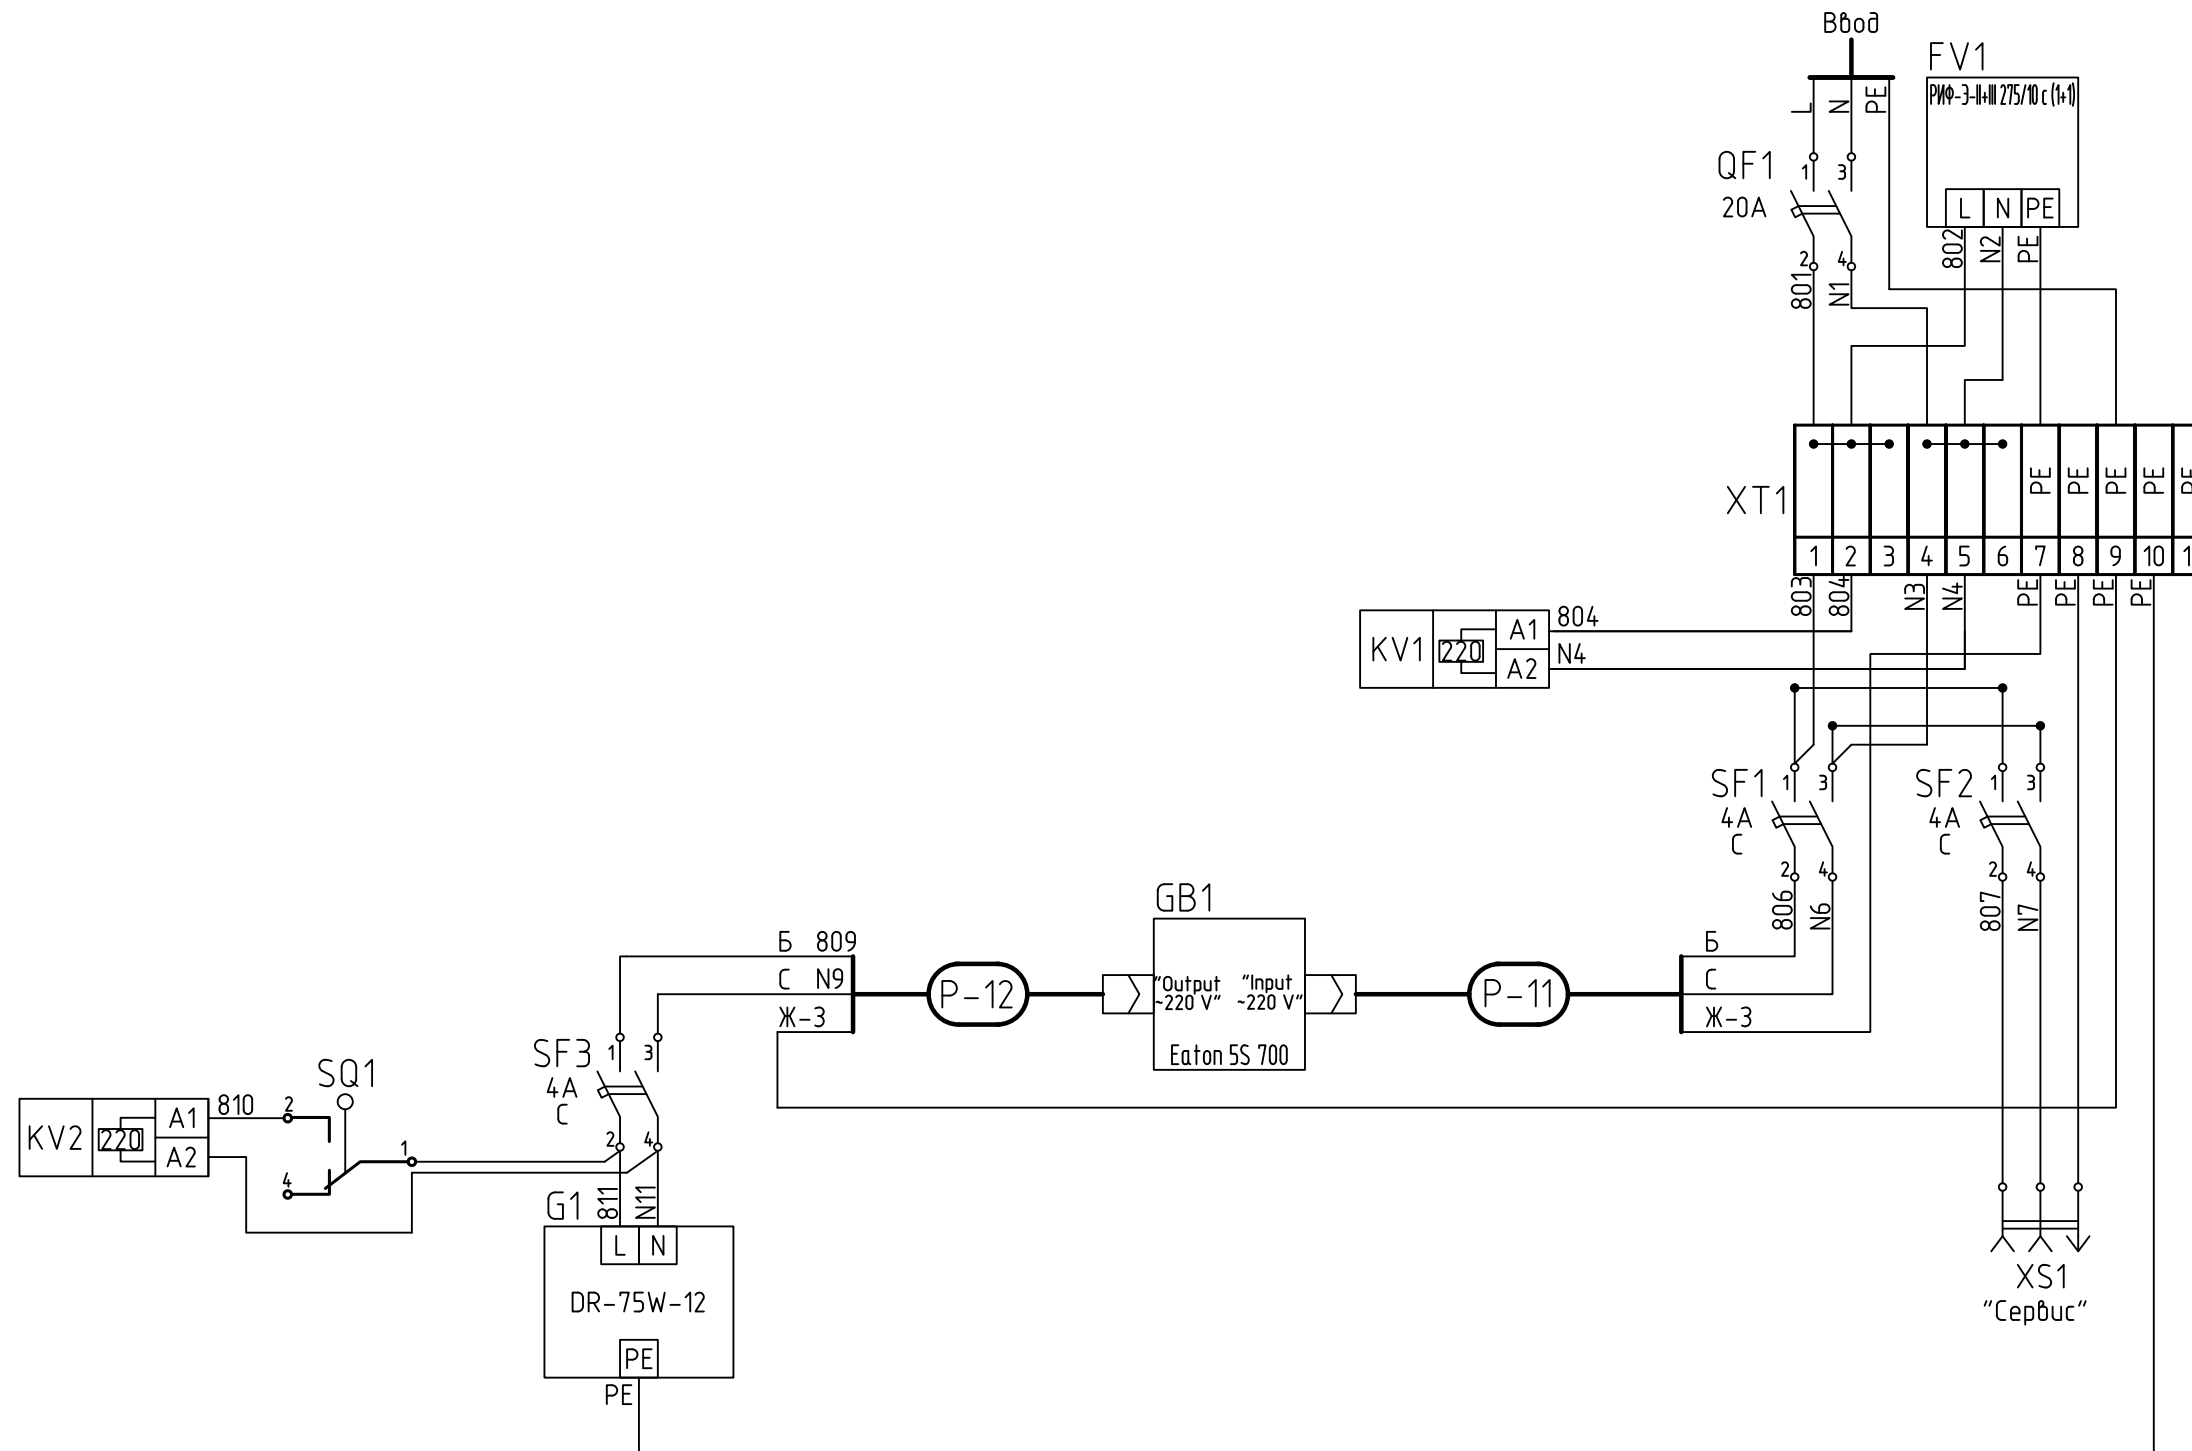 Ввод
FV1
L N PE
РИФ-Э-II+III 275/10 с (1+1)
QF1
1 3
20A
L N PE
2 4
802 N2 PE
801 N1
XT1
PE PE PE PE PE
1 2 3 4 5 6 7 8 9 10 1
803 804 N3 N4 PE PE PE PE
KV1 220 A1 804
A2 N4
SF1 1 3
4A
C
2 4
806 N6
SF2 1 3
4A
C
2 4
807 N7
GB1
Б 809
С N9
Ж-З
P-12
"Output
~220 V"
"Input
~220 V"
Eaton 5S 700
P-11
Б
С
Ж-З
SF3 1 3
4A
C
2 4
SQ1
KV2 220 A1 810
A2
2
1
4
G1 811 N11
L N
DR-75W-12
PE
PE
XS1
"Сервис"